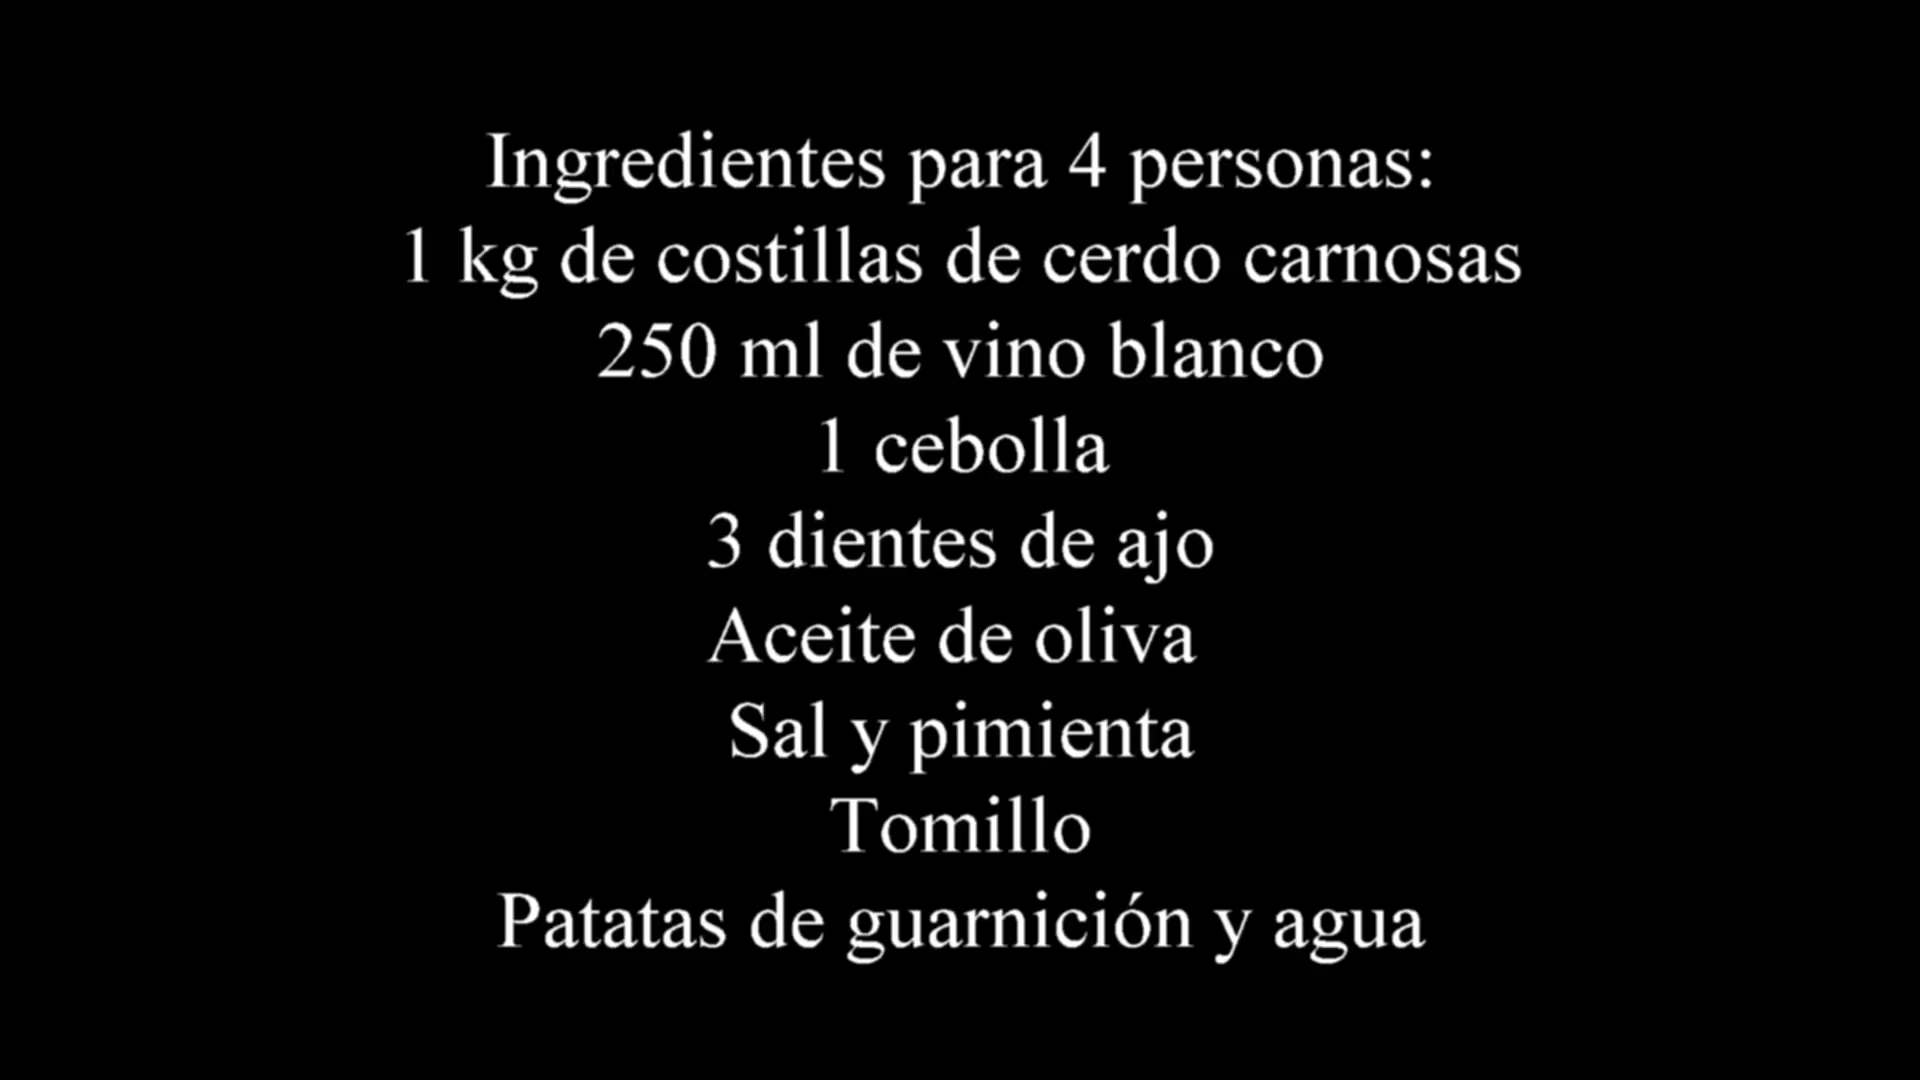 Ingredientes para 4 personas:
1 kg de costillas de cerdo carnosas
250 ml de vino blanco
1 cebolla
3 dientes de ajo
Aceite de oliva
Sal y pimienta
Tomillo
Patatas de guarnición y agua